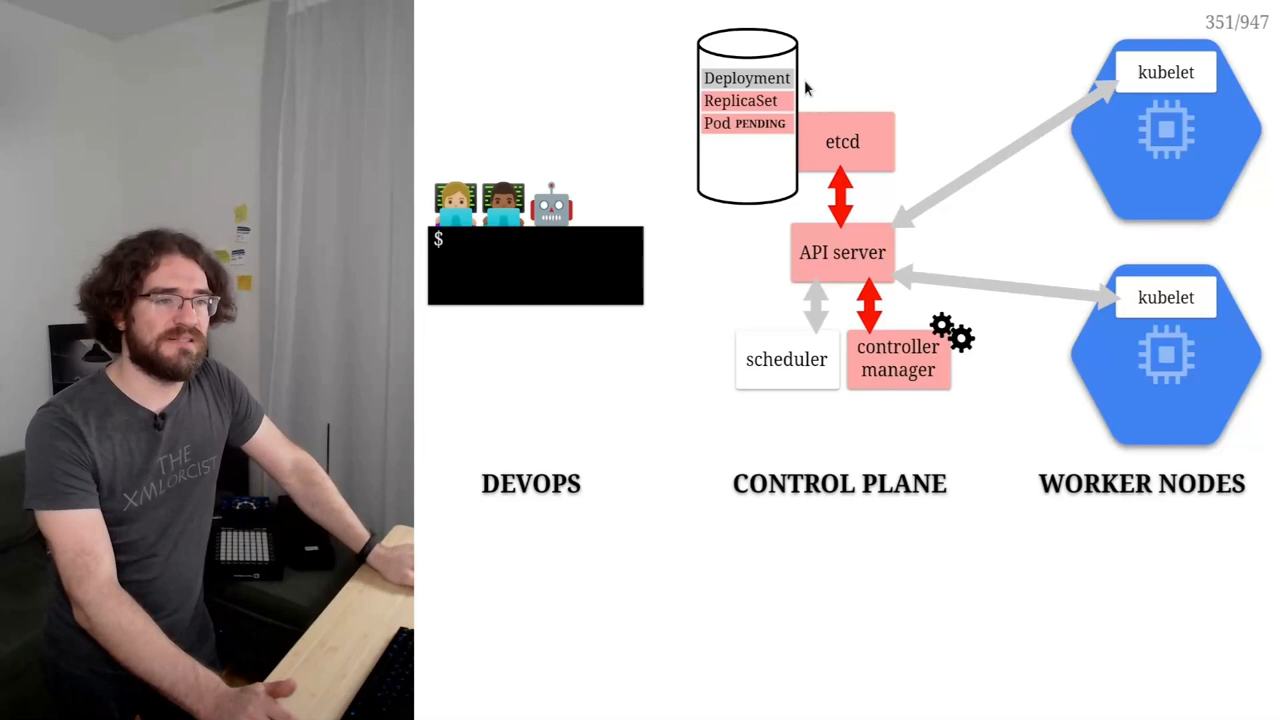 351/947
Deployment
ReplicaSet
Pod PENDING
etcd
kubelet
$
API server
kubelet
scheduler
controller
manager
THE
XMLORCIST
DEVOPS
CONTROL PLANE
WORKER NODES